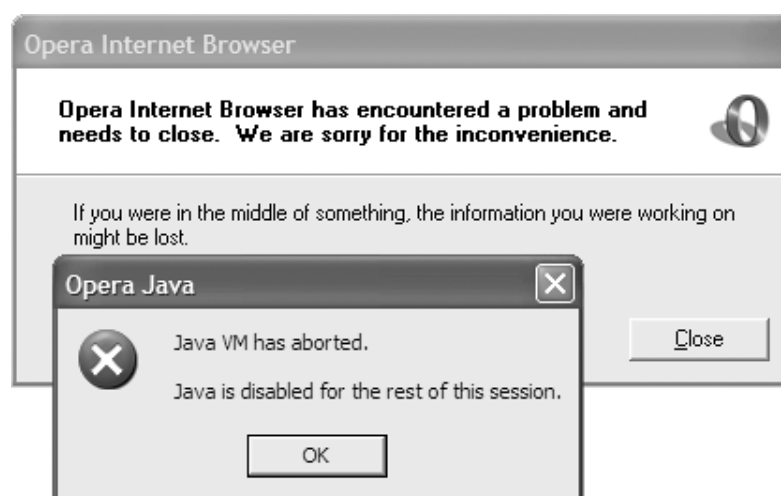 Opera Internet Browser
Opera Internet Browser has encountered a problem and
needs to close. We are sorry for the inconvenience.
If you were in the middle of something, the information you were working on
might be lost.
Close
Opera Java
Java VM has aborted.
Java is disabled for the rest of this session.
OK